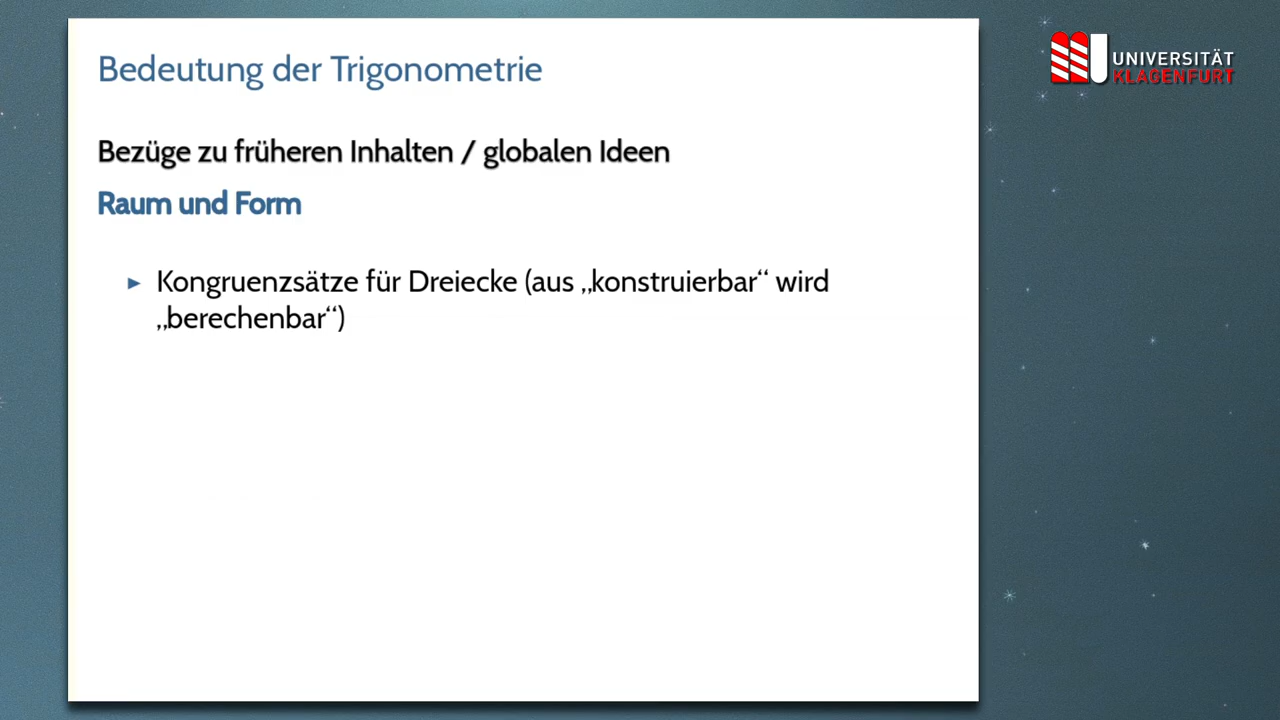 Bedeutung der Trigonometrie
UNIVERSITÄT
KLAGENFURT
Bezüge zu früheren Inhalten / globalen Ideen
Raum und Form
► Kongruenzsätze für Dreiecke (aus „konstruierbar“ wird
„berechenbar“)